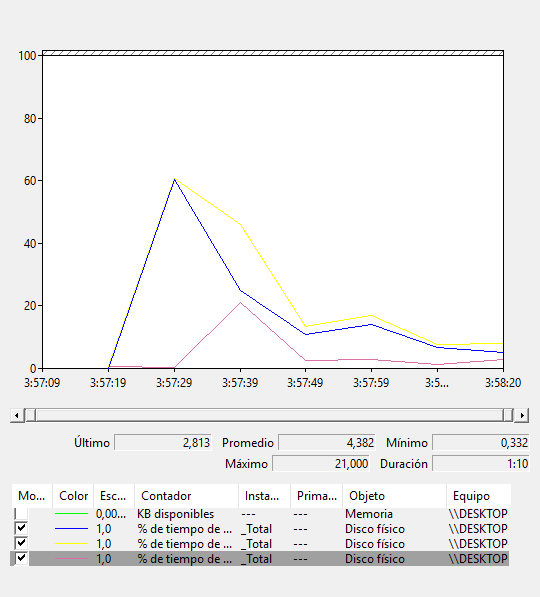 100
80
60
40
20
0
3:57:09 3:57:19 3:57:29 3:57:39 3:57:49 3:57:59 3:5... 3:58:20
Último 2,813 Promedio 4,382 Mínimo 0,332
Máximo 21,000 Duración 1:10
Mo... Color Esc... Contador Insta... Prima... Objeto Equipo
0,00... KB disponibles --- --- Memoria \\DESKTOP
1,0 % de tiempo de ... _Total --- Disco físico \\DESKTOP
1,0 % de tiempo de ... _Total --- Disco físico \\DESKTOP
1,0 % de tiempo de ... _Total --- Disco físico \\DESKTOP